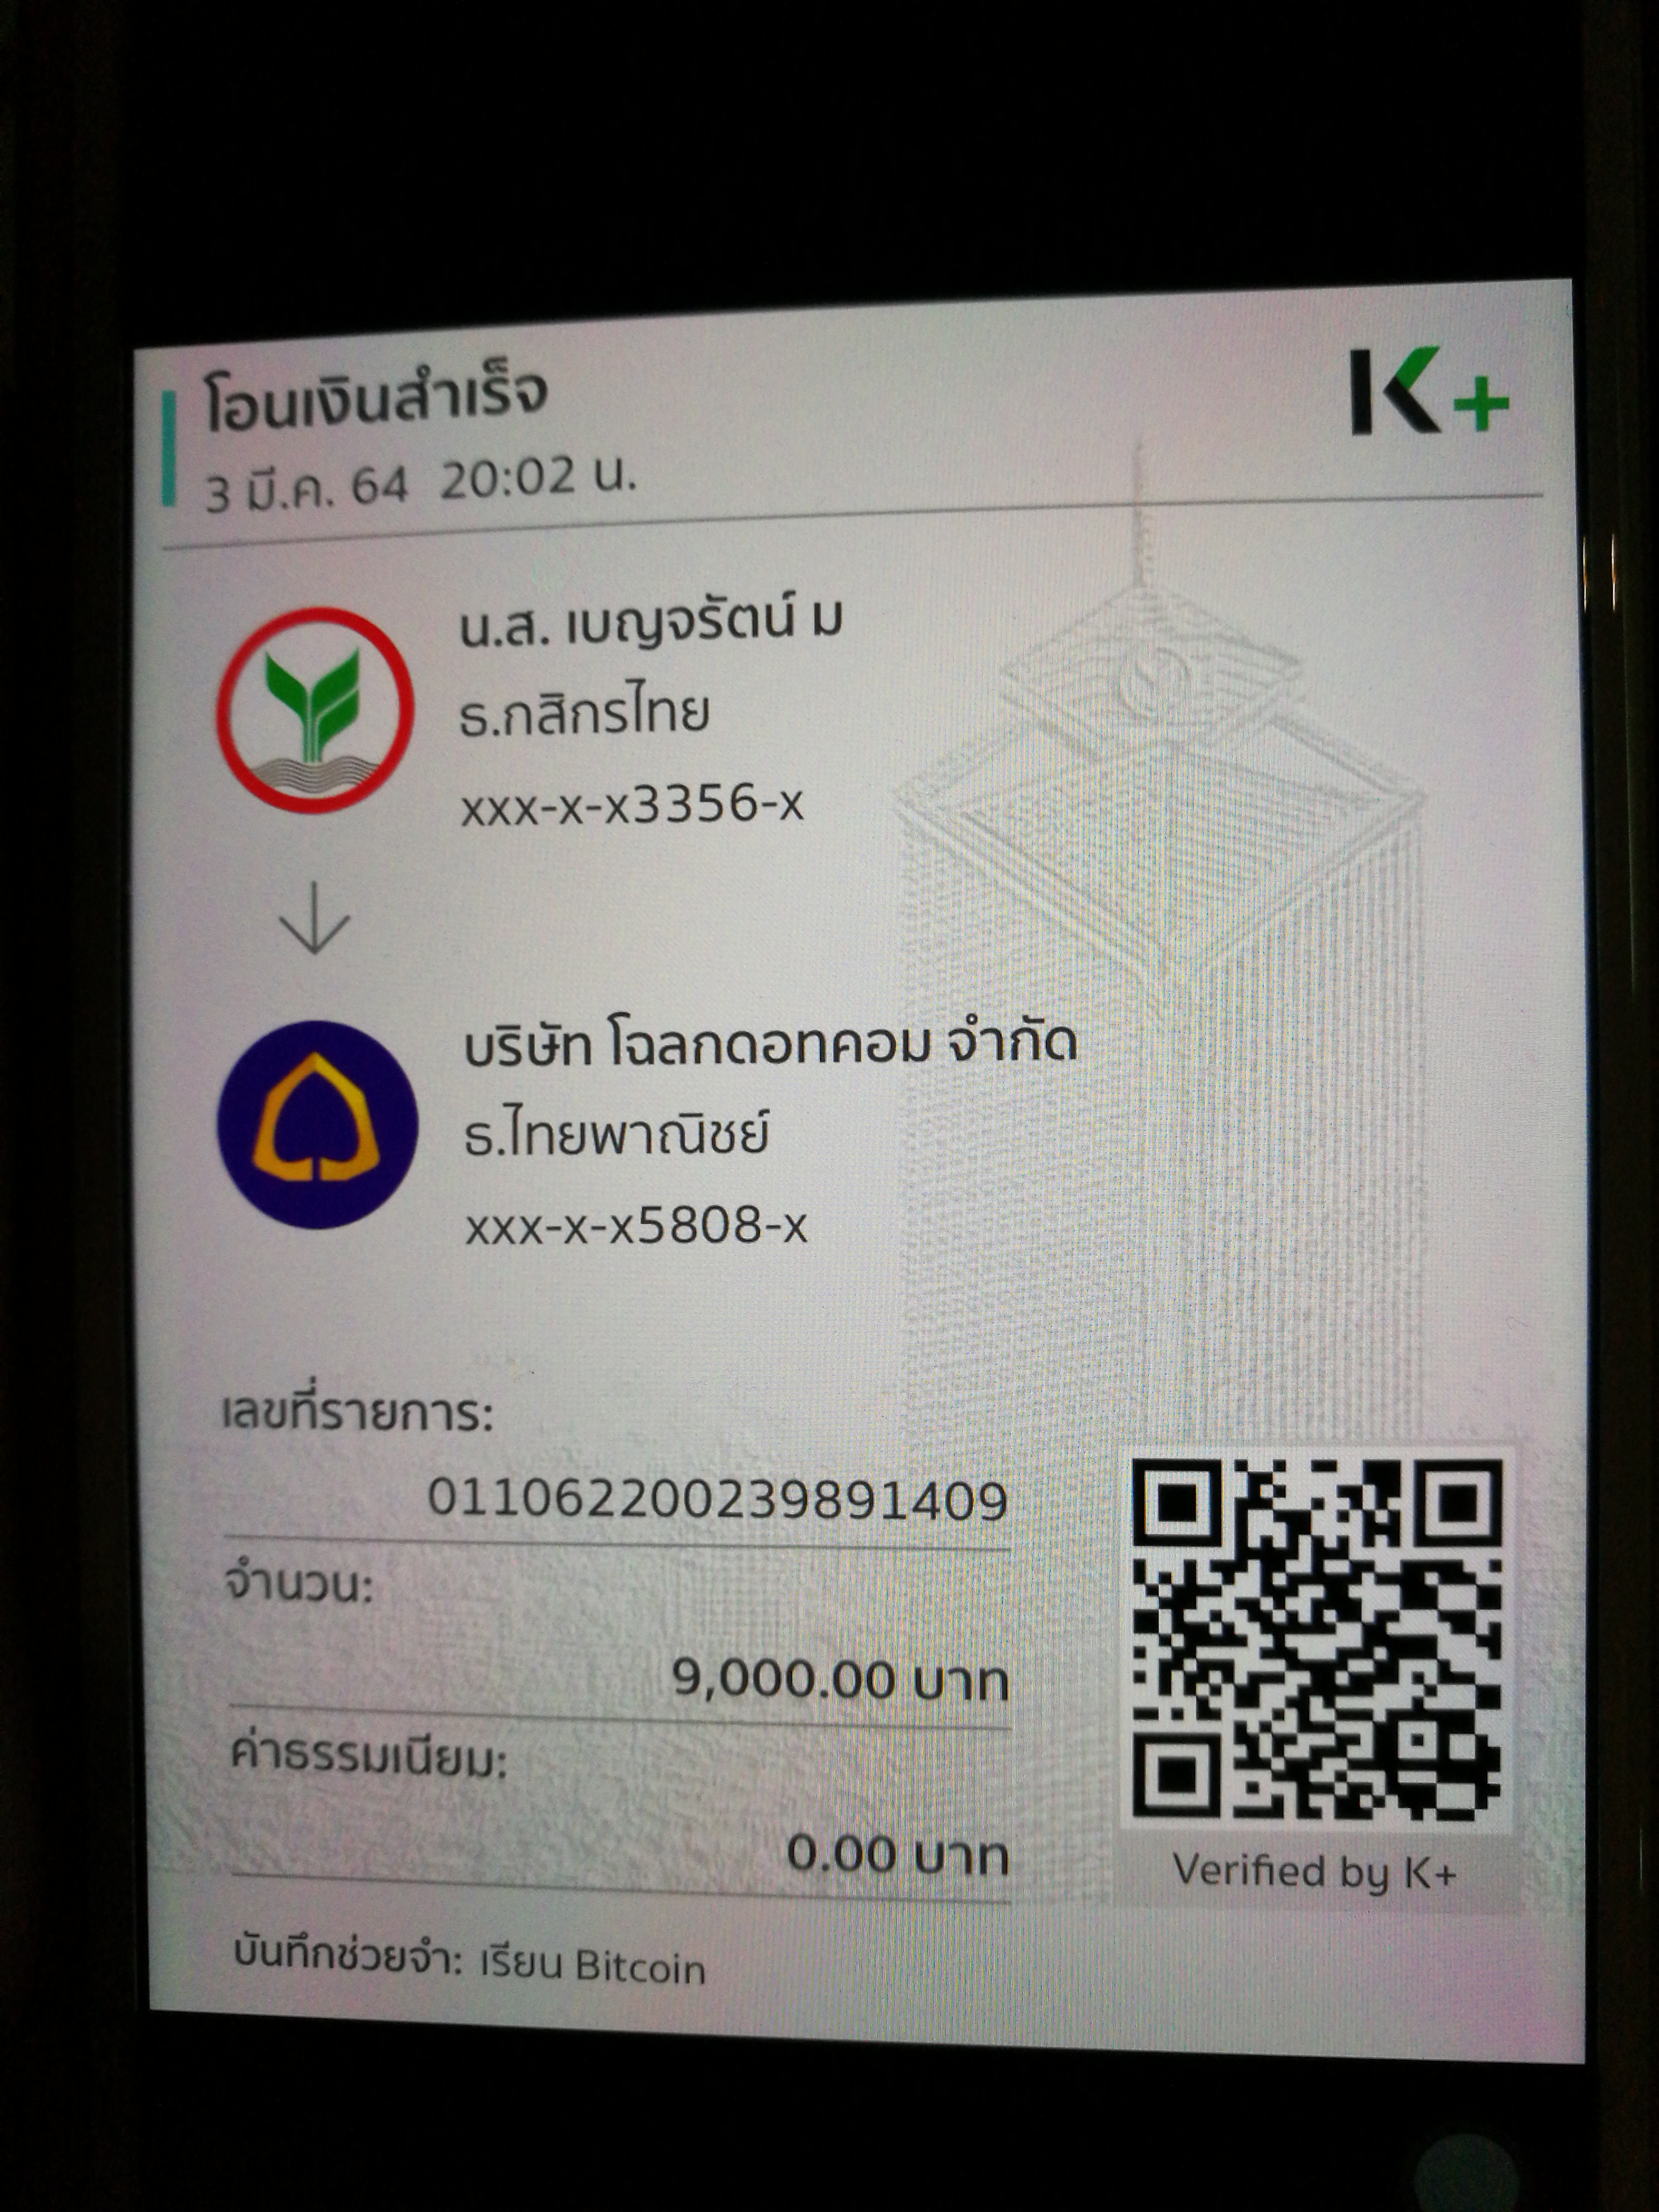 โอนเงินสำเร็จ
3 มี.ค. 64 20:02 น.
K+
น.ส. เบญจรัตน์ ม
ธ.กสิกรไทย
xxx-x-x3356-x
บริษัท โฉลกดอทคอม จำกัด
ธ.ไทยพาณิชย์
xxx-x-x5808-x
เลขที่รายการ:
011062200239891409
จำนวน:
9,000.00 บาท
ค่าธรรมเนียม:
0.00 บาท
Verified by K+
บันทึกช่วยจำ: เรียน Bitcoin